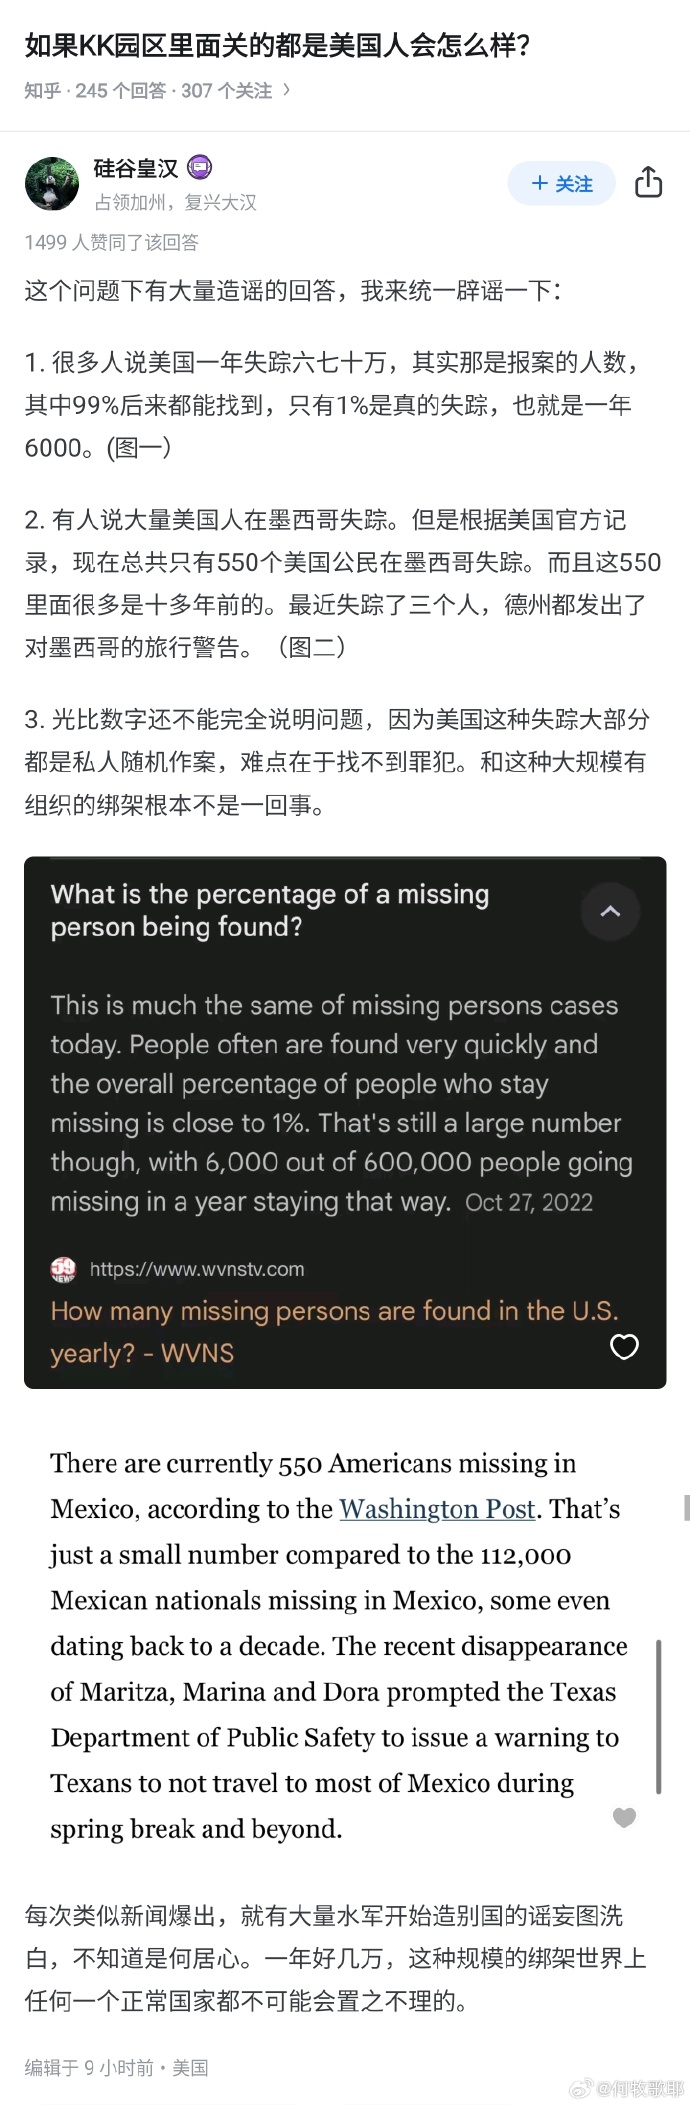 如果KK园区里面关的都是美国人会怎么样？
知乎 · 245 个回答 · 307 个关注 >
硅谷皇汉
占领加州，复兴大汉
+ 关注
1499 人赞同了该回答
这个问题下有大量造谣的回答，我来统一辟谣一下：
1. 很多人说美国一年失踪六七十万，其实那是报案的人数，
其中99%后来都能找到，只有1%是真的失踪，也就是一年
6000。(图一）
2. 有人说大量美国人在墨西哥失踪。但是根据美国官方记
录，现在总共只有550个美国公民在墨西哥失踪。而且这550
里面很多是十多年前的。最近失踪了三个人，德州都发出了
对墨西哥的旅行警告。（图二）
3. 光比数字还不能完全说明问题，因为美国这种失踪大部分
都是私人随机作案，难点在于找不到罪犯。和这种大规模有
组织的绑架根本不是一回事。
What is the percentage of a missing
person being found?
This is much the same of missing persons cases
today. People often are found very quickly and
the overall percentage of people who stay
missing is close to 1%. That's still a large number
though, with 6,000 out of 600,000 people going
missing in a year staying that way. Oct 27, 2022
59
NEWS
https://www.wvnstv.com
How many missing persons are found in the U.S.
yearly? - WVNS
There are currently 550 Americans missing in
Mexico, according to the Washington Post. That’s
just a small number compared to the 112,000
Mexican nationals missing in Mexico, some even
dating back to a decade. The recent disappearance
of Maritza, Marina and Dora prompted the Texas
Department of Public Safety to issue a warning to
Texans to not travel to most of Mexico during
spring break and beyond.
每次类似新闻爆出，就有大量水军开始造别国的谣妄图洗
白，不知道是何居心。一年好几万，这种规模的绑架世界上
任何一个正常国家都不可能会置之不理的。
编辑于 9 小时前 · 美国
@何牧歌耶